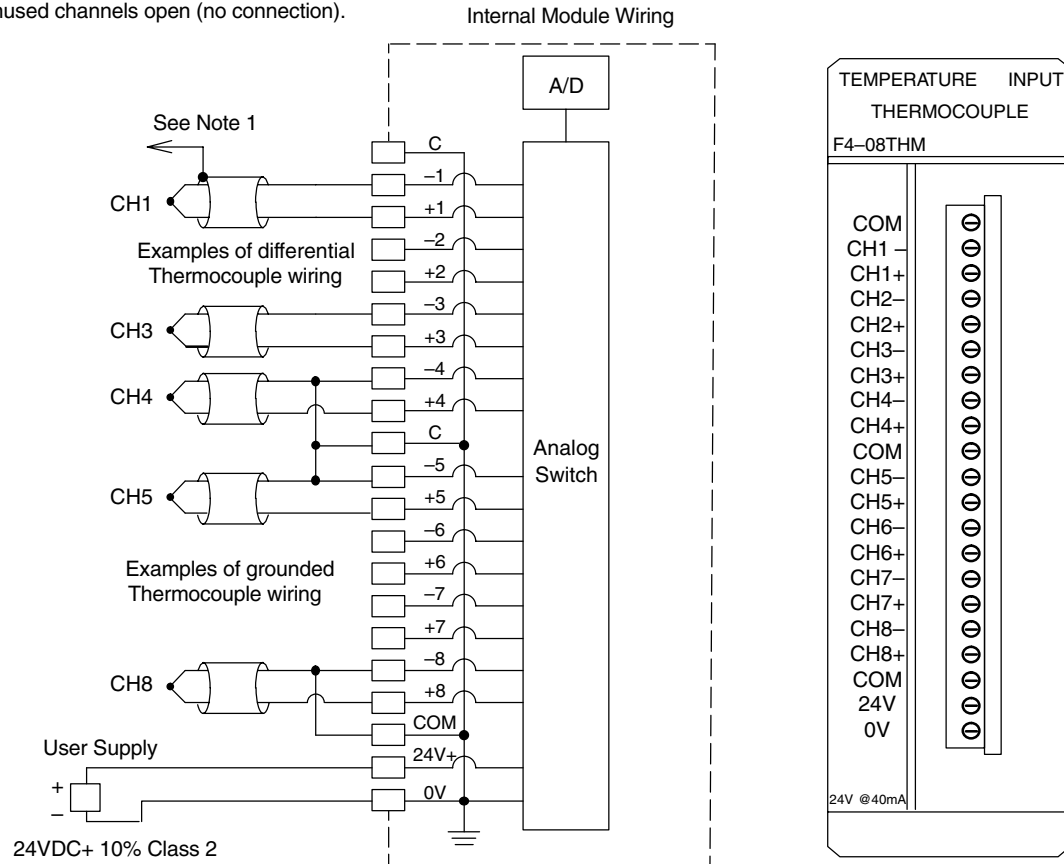 used channels open (no connection).
Internal Module Wiring
A/D
See Note 1
CH1
Examples of differential
Thermocouple wiring
CH3
CH4
CH5
Examples of grounded
Thermocouple wiring
CH8
User Supply
+
–
24VDC+ 10% Class 2
C
–1
+1
–2
+2
–3
+3
–4
+4
C
–5
+5
–6
+6
–7
+7
–8
+8
COM
24V+
0V
Analog
Switch
TEMPERATURE INPUT
THERMOCOUPLE
F4–08THM
COM
CH1 –
CH1+
CH2–
CH2+
CH3–
CH3+
CH4–
CH4+
COM
CH5–
CH5+
CH6–
CH6+
CH7–
CH7+
CH8–
CH8+
COM
24V
0V
24V @40mA